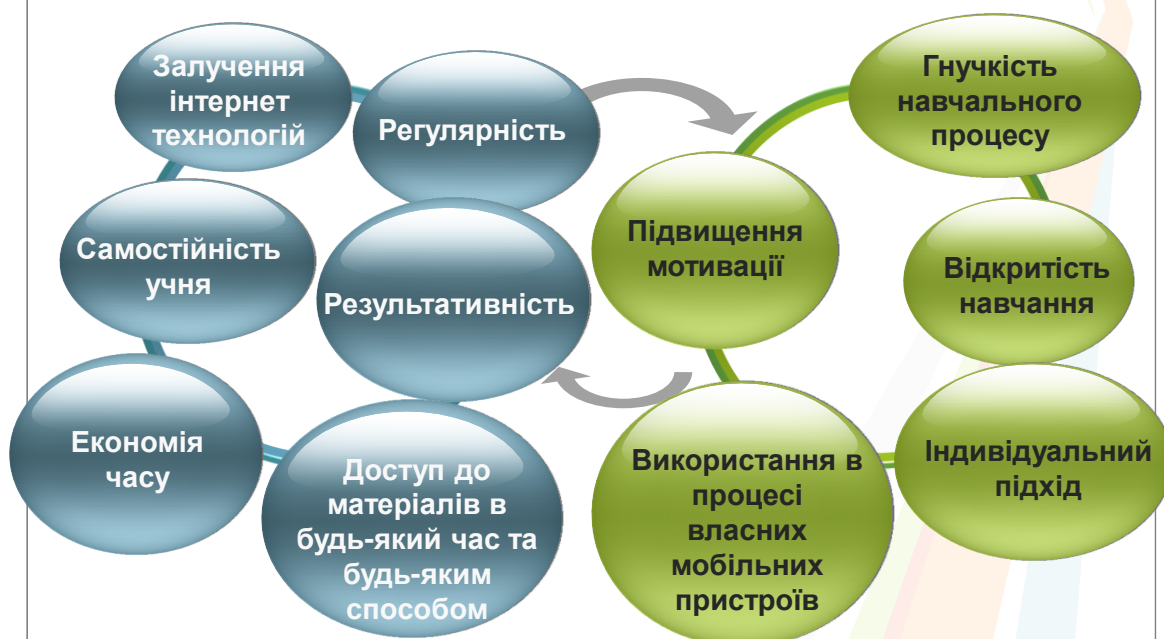 Залучення
інтернет
технологій
Регулярність
Самостійність
учня
Результативність
Економія
часу
Доступ до
матеріалів в
будь-який час та
будь-яким
способом
Гнучкість
навчального
процесу
Підвищення
мотивації
Відкритість
навчання
Використання в
процесі
власних
мобільних
пристроїв
Індивідуальний
підхід